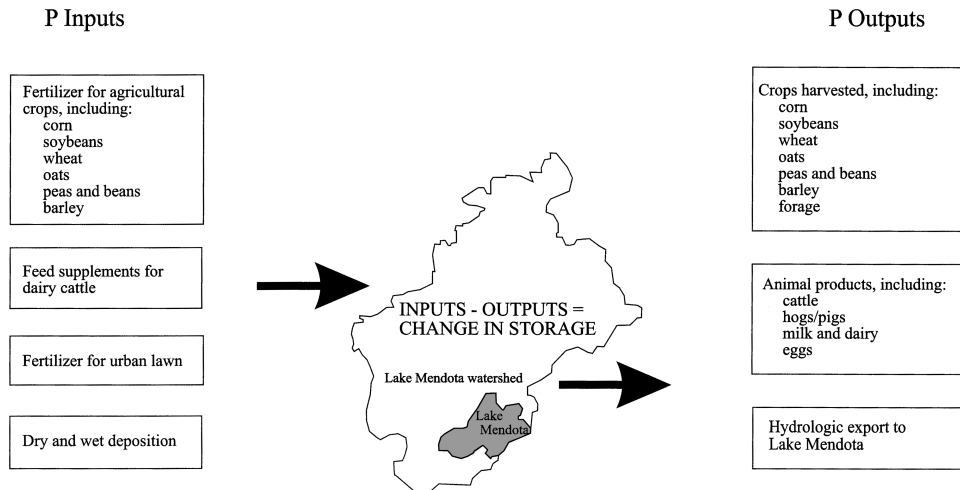 P Inputs
P Outputs
Fertilizer for agricultural
crops, including:
corn
soybeans
wheat
oats
peas and beans
barley
Feed supplements for
dairy cattle
Fertilizer for urban lawn
Dry and wet deposition
INPUTS - OUTPUTS =
CHANGE IN STORAGE
Lake Mendota watershed
Lake
Mendota
Crops harvested, including:
corn
soybeans
wheat
oats
peas and beans
barley
forage
Animal products, including:
cattle
hogs/pigs
milk and dairy
eggs
Hydrologic export to
Lake Mendota